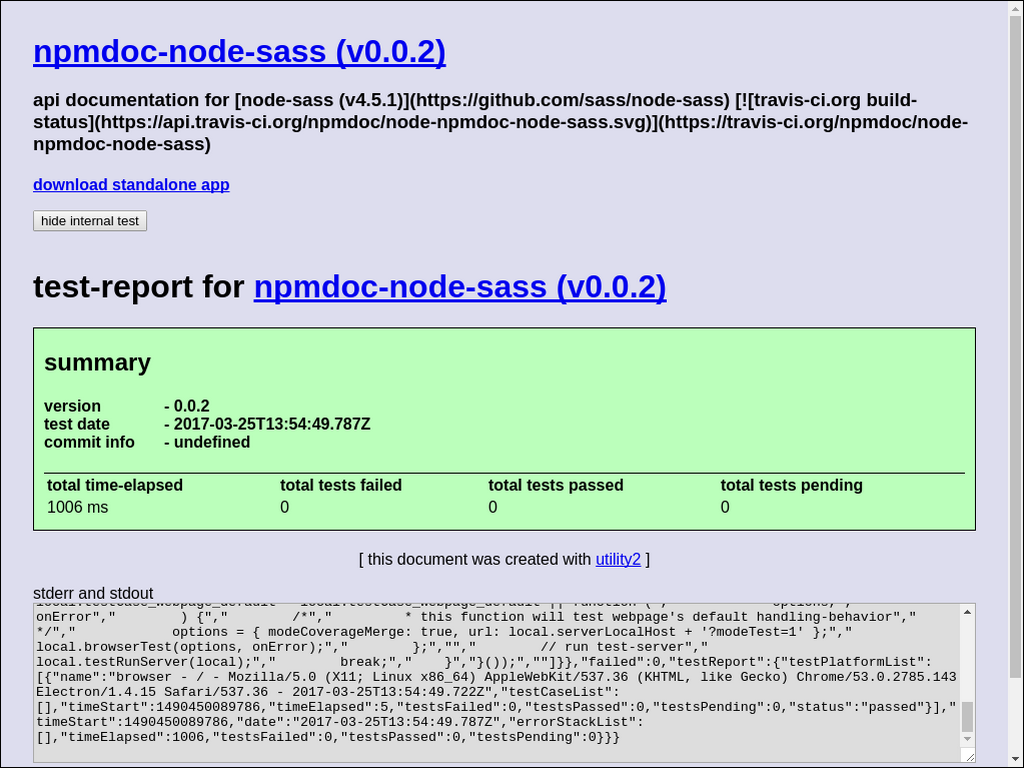 npmdoc-node-sass (v0.0.2)
api documentation for [node-sass (v4.5.1)](https://github.com/sass/node-sass) [![travis-ci.org build-
status](https://api.travis-ci.org/npmdoc/node-npmdoc-node-sass.svg)](https://travis-ci.org/npmdoc/node-
npmdoc-node-sass)
download standalone app
hide internal test
test-report for npmdoc-node-sass (v0.0.2)
summary
version - 0.0.2
test date - 2017-03-25T13:54:49.787Z
commit info - undefined
total time-elapsed total tests failed total tests passed total tests pending
1006 ms 0 0 0
[ this document was created with utility2 ]
stderr and stdout
onError","        ) {","        /*","         * this function will test webpage's default handling-behavior","
*/","            options = { modeCoverageMerge: true, url: local.serverLocalHost + '?modeTest=1' };","
local.browserTest(options, onError);","        };","","        // run test-server","
local.testRunServer(local);","        break;","    }","}());",""]}},"failed":0,"testReport":{"testPlatformList":
[{"name":"browser - / - Mozilla/5.0 (X11; Linux x86_64) AppleWebKit/537.36 (KHTML, like Gecko) Chrome/53.0.2785.143
Electron/1.4.15 Safari/537.36 - 2017-03-25T13:54:49.722Z","testCaseList":
[],"timeStart":1490450089786,"timeElapsed":5,"testsFailed":0,"testsPassed":0,"testsPending":0,"status":"passed"}],"
timeStart":1490450089786,"date":"2017-03-25T13:54:49.787Z","errorStackList":
[],"timeElapsed":1006,"testsFailed":0,"testsPassed":0,"testsPending":0}}}